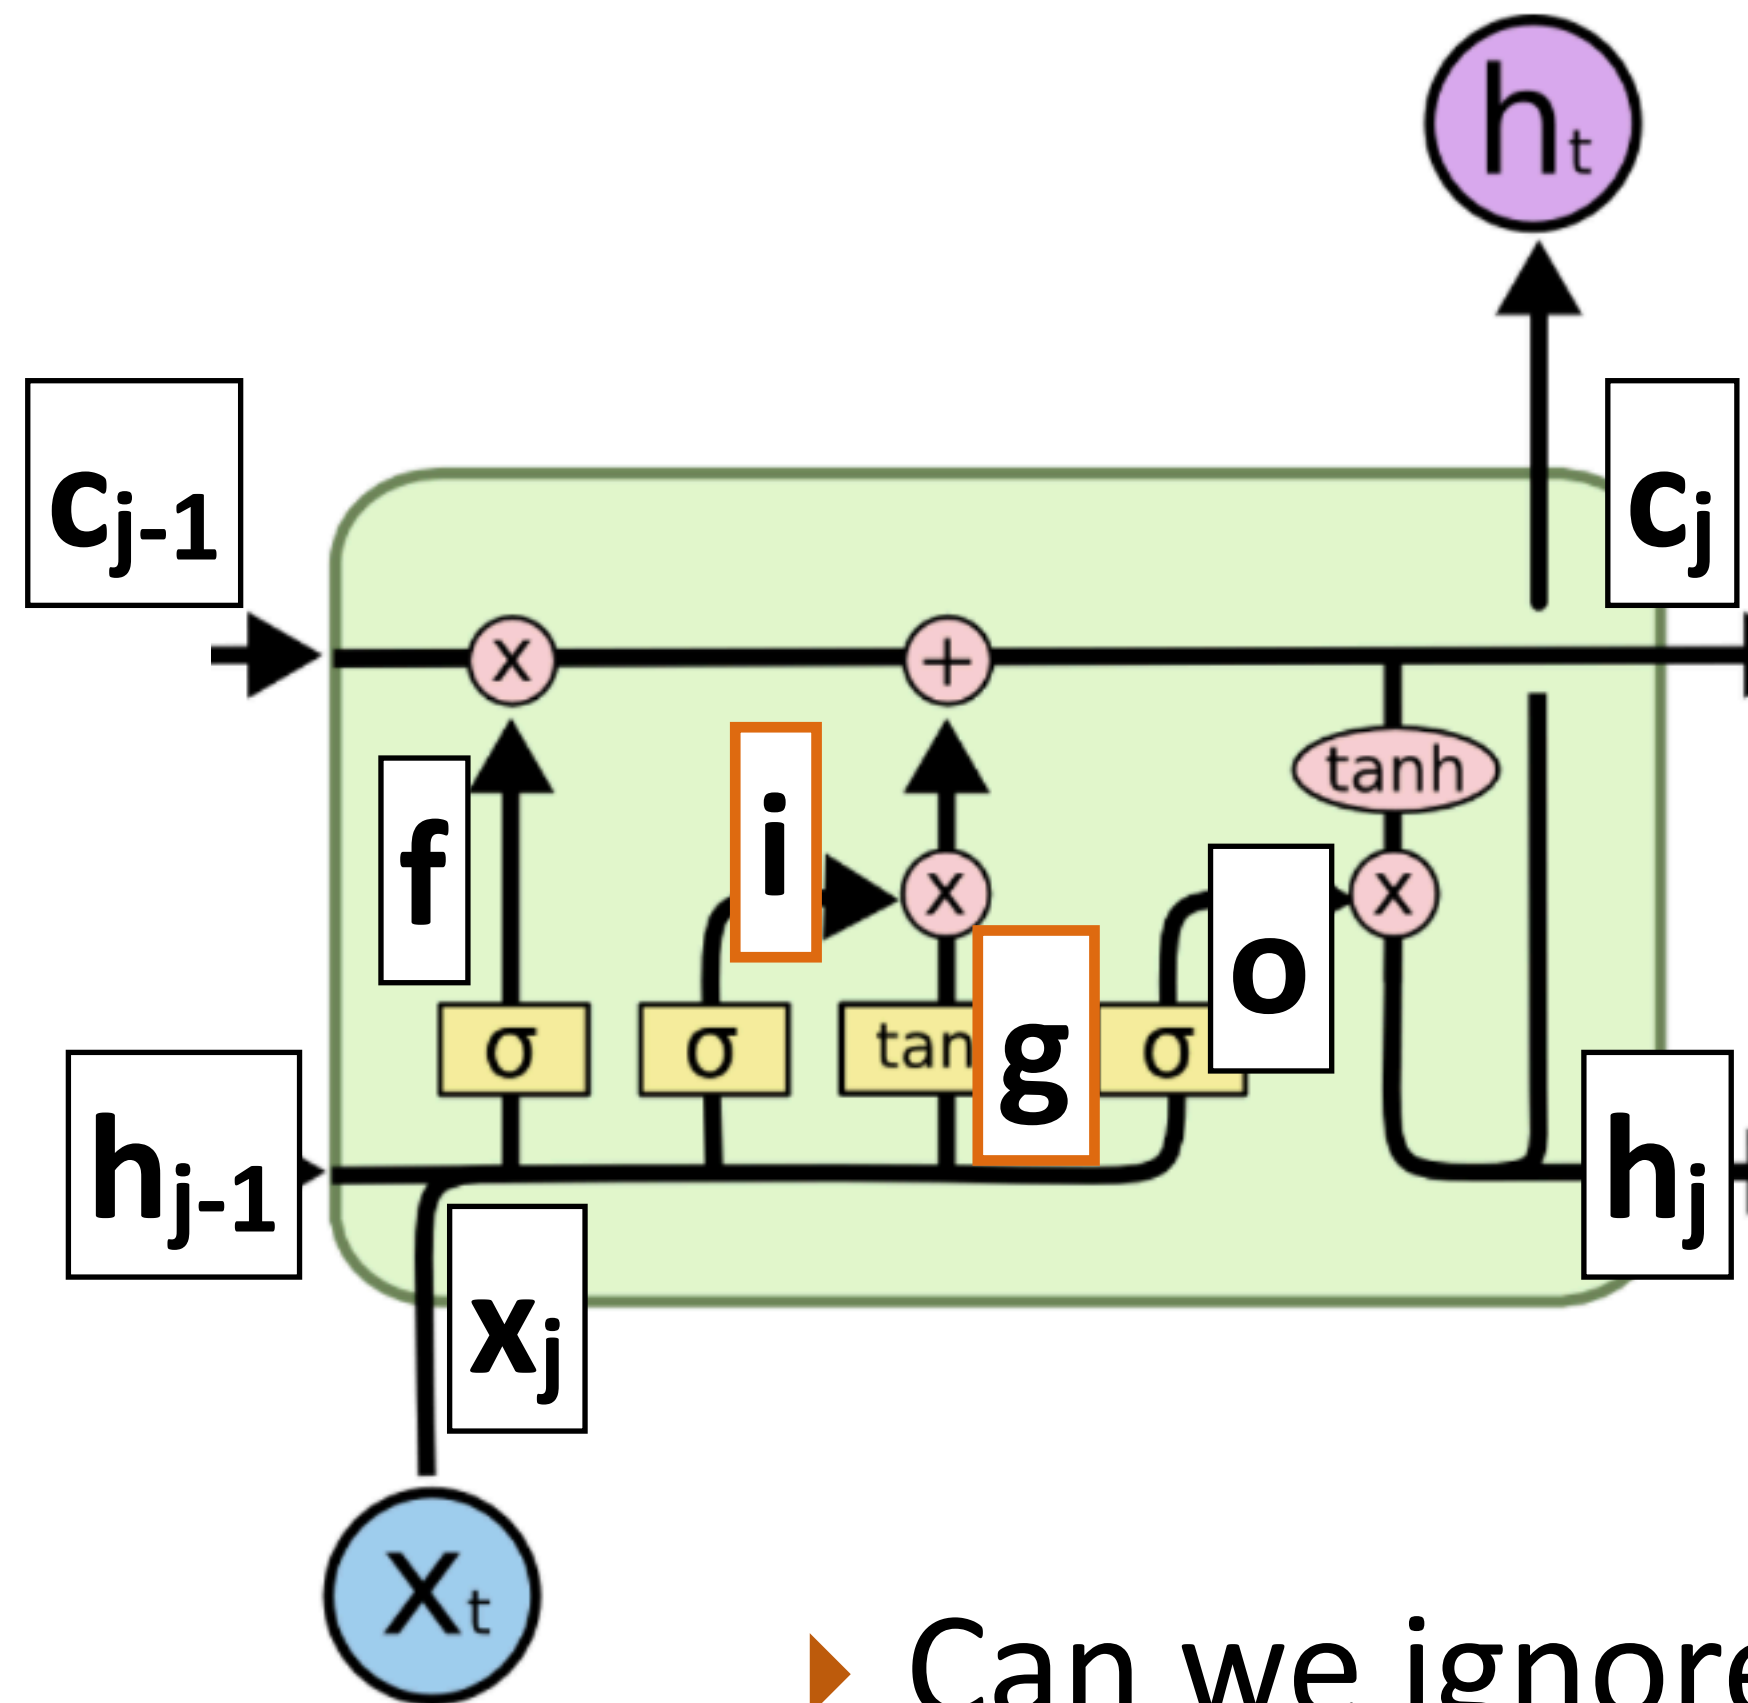 ht
cj-1
cj
x
+
tanh
f
i
x
o
x
σ
σ
tan
g
σ
hj-1
hj
xj
xt
Can we ignore